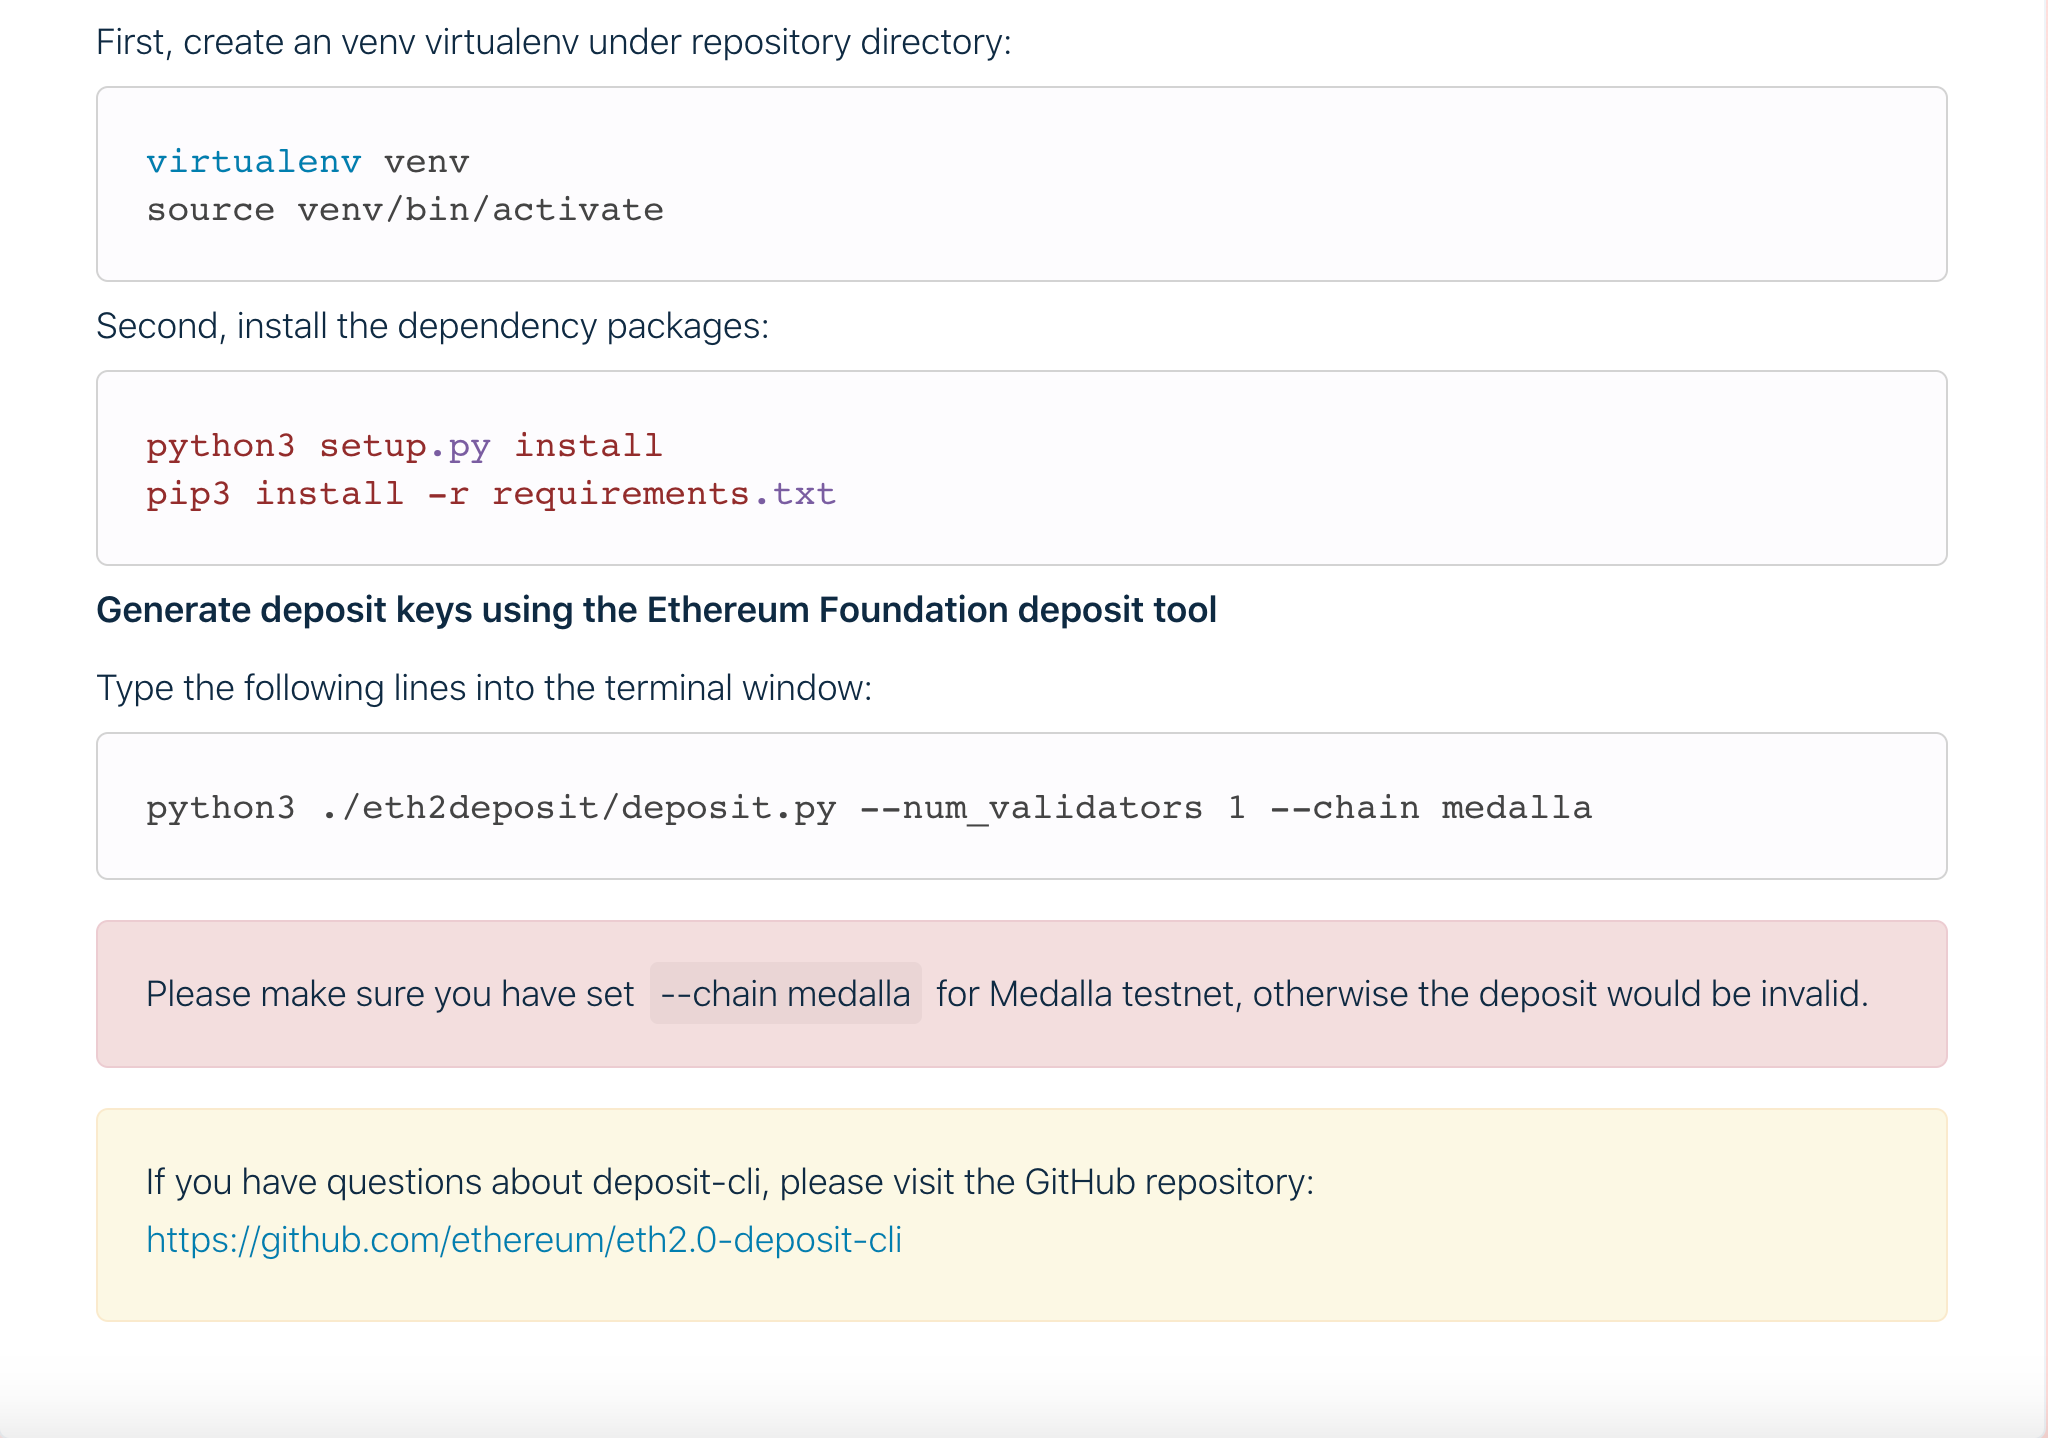 First, create an venv virtualenv under repository directory:
virtualenv venv
source venv/bin/activate
Second, install the dependency packages:
python3 setup.py install
pip3 install -r requirements.txt
Generate deposit keys using the Ethereum Foundation deposit tool
Type the following lines into the terminal window:
python3 ./eth2deposit/deposit.py --num_validators 1 --chain medalla
Please make sure you have set --chain medalla for Medalla testnet, otherwise the deposit would be invalid.
If you have questions about deposit-cli, please visit the GitHub repository:
https://github.com/ethereum/eth2.0-deposit-cli